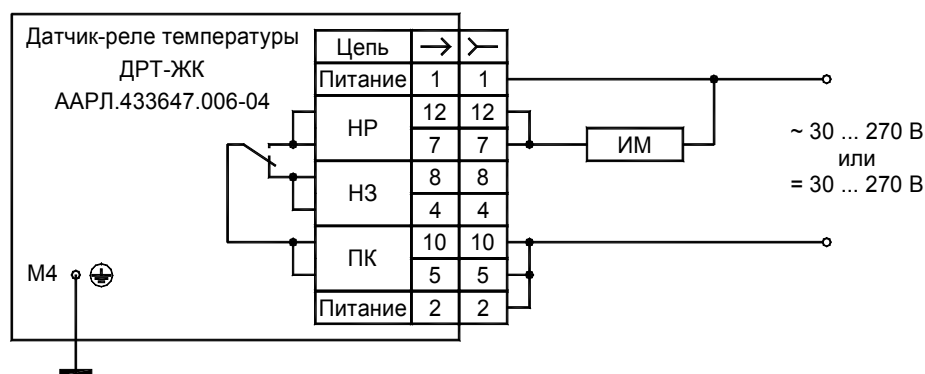 Датчик-реле температуры
ДРТ-ЖК
ААРЛ.433647.006-04
Цепь
Питание 1 1
НР 12 12
7 7
НЗ 8 8
4 4
ПК 10 10
5 5
Питание 2 2
ИМ
~ 30 ... 270 В
или
= 30 ... 270 В
М4